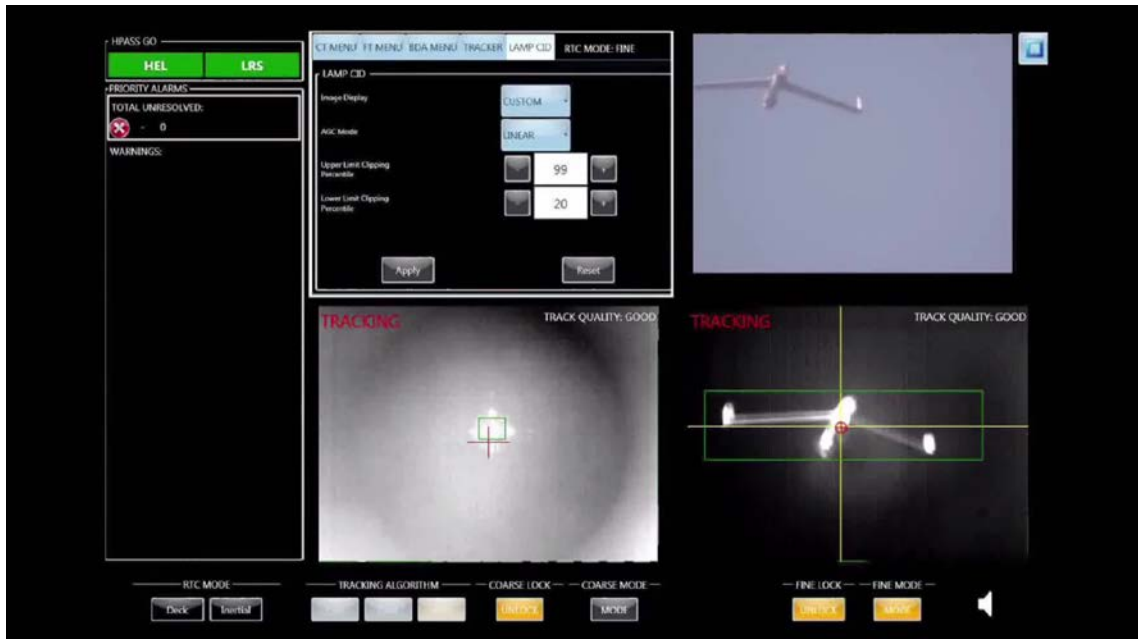 HPASS GO
HEL
LRS
PRIORITY ALARMS
TOTAL UNRESOLVED:
- 0
WARNINGS:
CT MENU
FT MENU
BDA MENU
TRACKER
LAMP CID
RTC MODE: FINE
LAMP CID
Image Display
CUSTOM
AGC Mode
LINEAR
Upper Limit Clipping
Percentile
- 99 +
Lower Limit Clipping
Percentile
- 20 +
Apply
Reset
TRACKING
TRACK QUALITY: GOOD
TRACKING
TRACK QUALITY: GOOD
RTC MODE
Deck
Inertial
TRACKING ALGORITHM
COARSE LOCK
UNLOCK
COARSE MODE
MODE
FINE LOCK
UNLOCK
FINE MODE
MODE